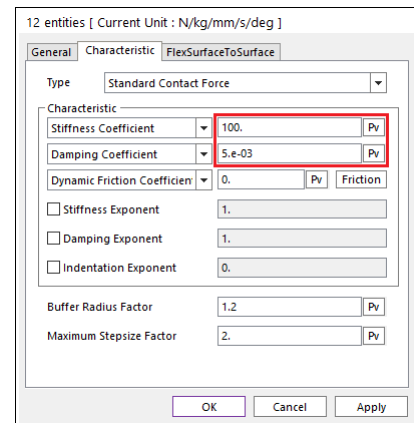 12 entities [ Current Unit : N/kg/mm/s/deg ]
General Characteristic FlexSurfaceToSurface
Type Standard Contact Force
Characteristic
Stiffness Coefficient 100. Pv
Damping Coefficient 5.e-03 Pv
Dynamic Friction Coefficien 0. Pv Friction
Stiffness Exponent 1.
Damping Exponent 1.
Indentation Exponent 0.
Buffer Radius Factor 1.2 Pv
Maximum Stepsize Factor 2. Pv
OK Cancel Apply